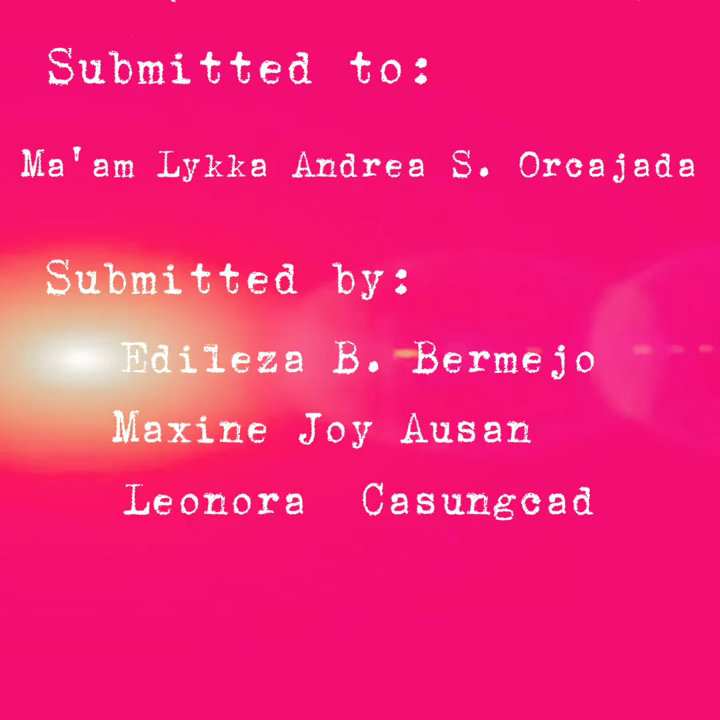 Submitted to:
Ma'am Lykka Andrea S. Orcajada
Submitted by:
Edileza B. Bermejo
Maxine Joy Ausan
Leonora Casungcad